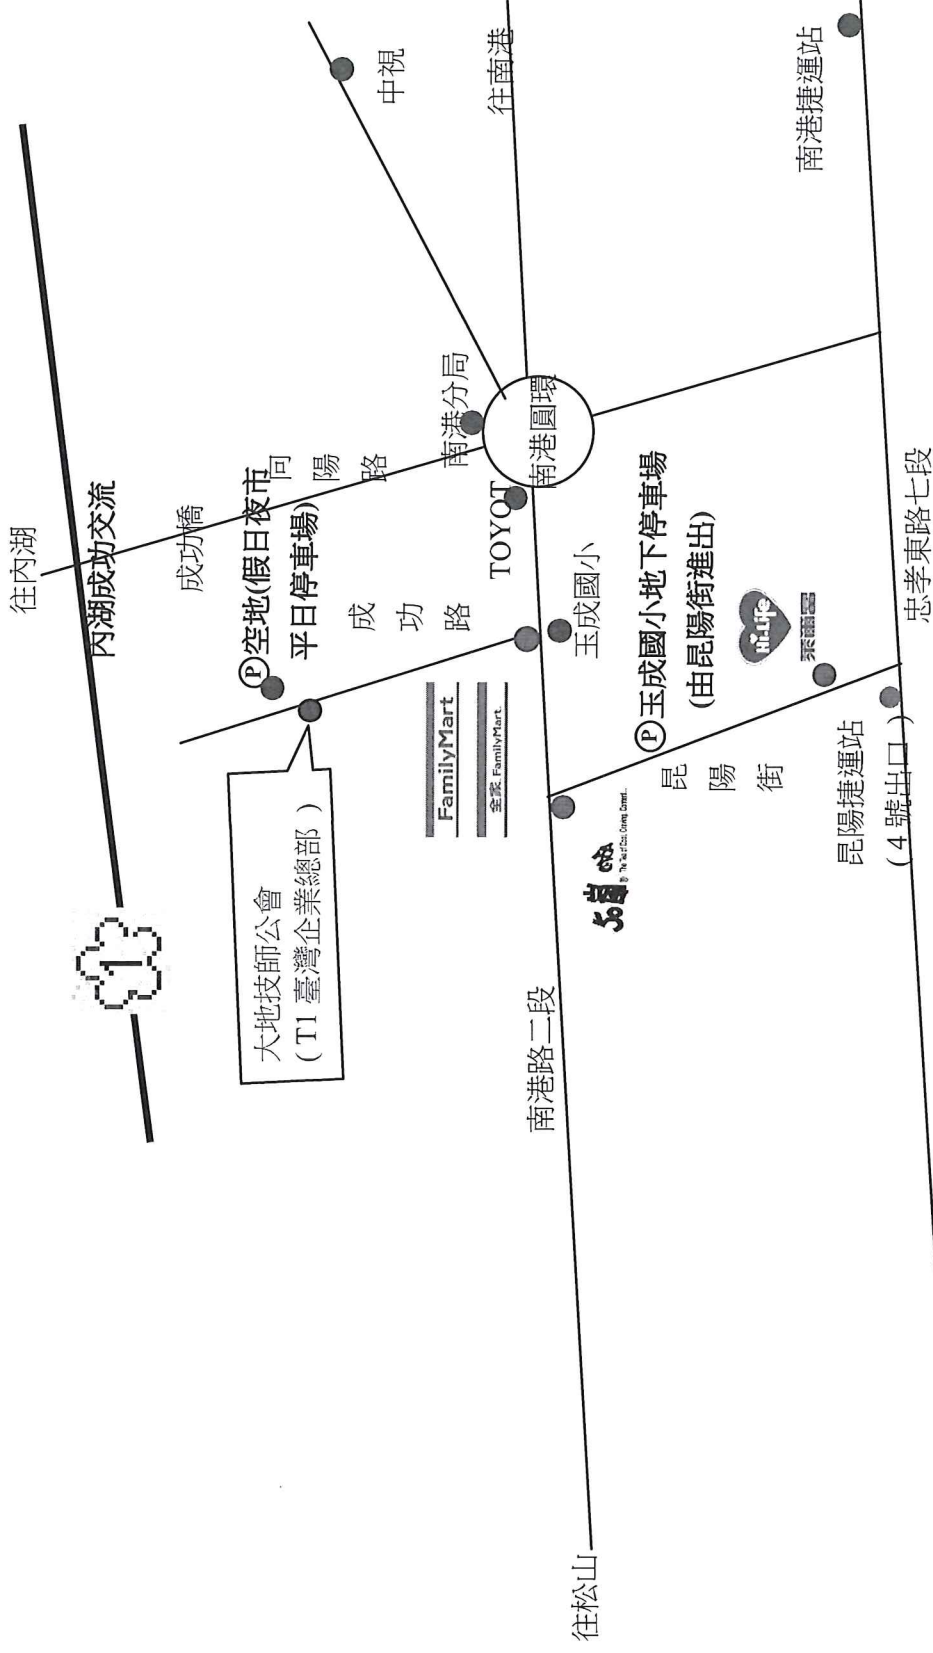 往內湖
內湖成功交流
1
成功橋
Ⓟ空地(假日夜市
平日停車場)
大地技師公會
( T1 臺灣企業總部 )
向陽路
成功路
中視
FamilyMart
全家 FamilyMart
南港分局
TOYOT
往南港
南港圓環
南港路二段
玉成國小
往松山
50嵐
Ⓟ玉成國小地下停車場
(由昆陽街進出)
昆陽街
Hi-Life
萊爾富
南港捷運站
昆陽捷運站
( 4 號出口 )
忠孝東路七段